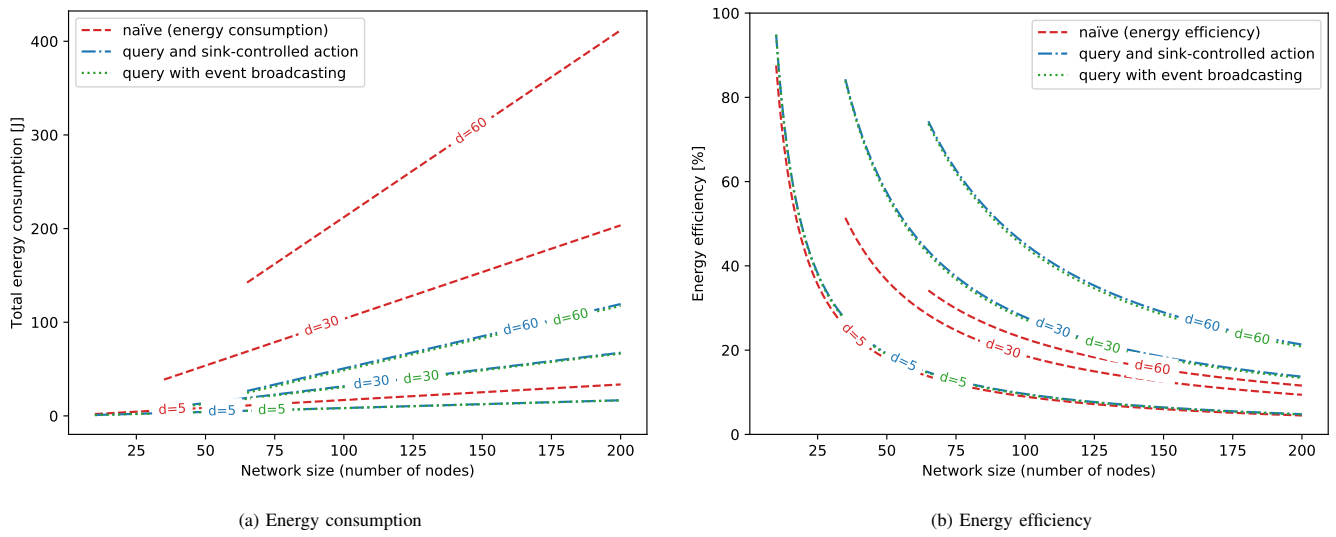 naïve (energy consumption)
query and sink-controlled action
query with event broadcasting
Total energy consumption [J]
400
300
200
100
0
d=60
d=30
d=60
d=60
d=30
d=30
d=5
d=5
d=5
25
50
75
100
125
150
175
200
Network size (number of nodes)
(a) Energy consumption
naïve (energy efficiency)
query and sink-controlled action
query with event broadcasting
Energy efficiency [%]
100
80
60
40
20
0
d=5
d=5
d=5
d=30
d=30
d=30
d=60
d=60
d=60
25
50
75
100
125
150
175
200
Network size (number of nodes)
(b) Energy efficiency